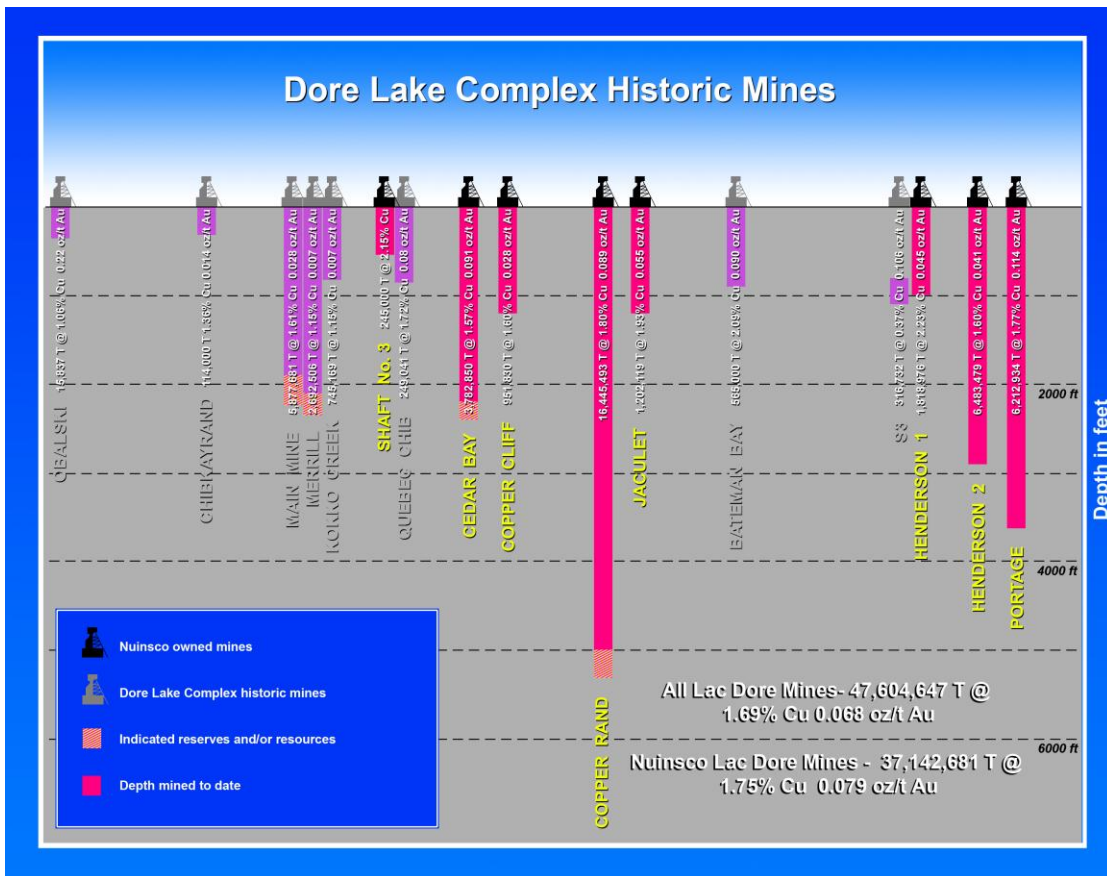 Dore Lake Complex Historic Mines
15,837 T @ 1.06% Cu 0.22 oz/t Au
OBALSKI
114,000 T 1.36% Cu 0.014 oz/t Au
CHIBKAYRAND
5,877,681 T @ 1.61% Cu 0.028 oz/t Au
MAIN MINE
2,692,506 T @ 1.15% Cu 0.007 oz/t Au
MERRILL
745,169 T @ 1.15% Cu 0.007 oz/t Au
KOKKO CREEK
245,000 T @ 2.15% Cu
SHAFT No. 3
249,041 T @ 1.72% Cu 0.08 oz/t Au
QUEBEC CHIB
3,782,850 T @ 1.57% Cu 0.091 oz/t Au
CEDAR BAY
951,830 T @ 1.60% Cu 0.028 oz/t Au
COPPER CLIFF
16,445,493 T @ 1.80% Cu 0.089 oz/t Au
COPPER RAND
1,202,119 T @ 1.93% Cu 0.055 oz/t Au
JACULET
565,000 T @ 2.09% Cu 0.090 oz/t Au
BATEMAN BAY
316,732 T @ 0.37% Cu 0.106 oz/t Au
S3
1,818,976 T @ 2.23% Cu 0.045 oz/t Au
HENDERSON 1
6,483,479 T @ 1.60% Cu 0.041 oz/t Au
HENDERSON 2
6,212,934 T @ 1.77% Cu 0.114 oz/t Au
PORTAGE
2000 ft
4000 ft
6000 ft
Depth in feet
Nuinsco owned mines
Dore Lake Complex historic mines
Indicated reserves and/or resources
Depth mined to date
All Lac Dore Mines- 47,604,647 T @
1.69% Cu 0.068 oz/t Au
Nuinsco Lac Dore Mines - 37,142,681 T @
1.75% Cu 0.079 oz/t Au